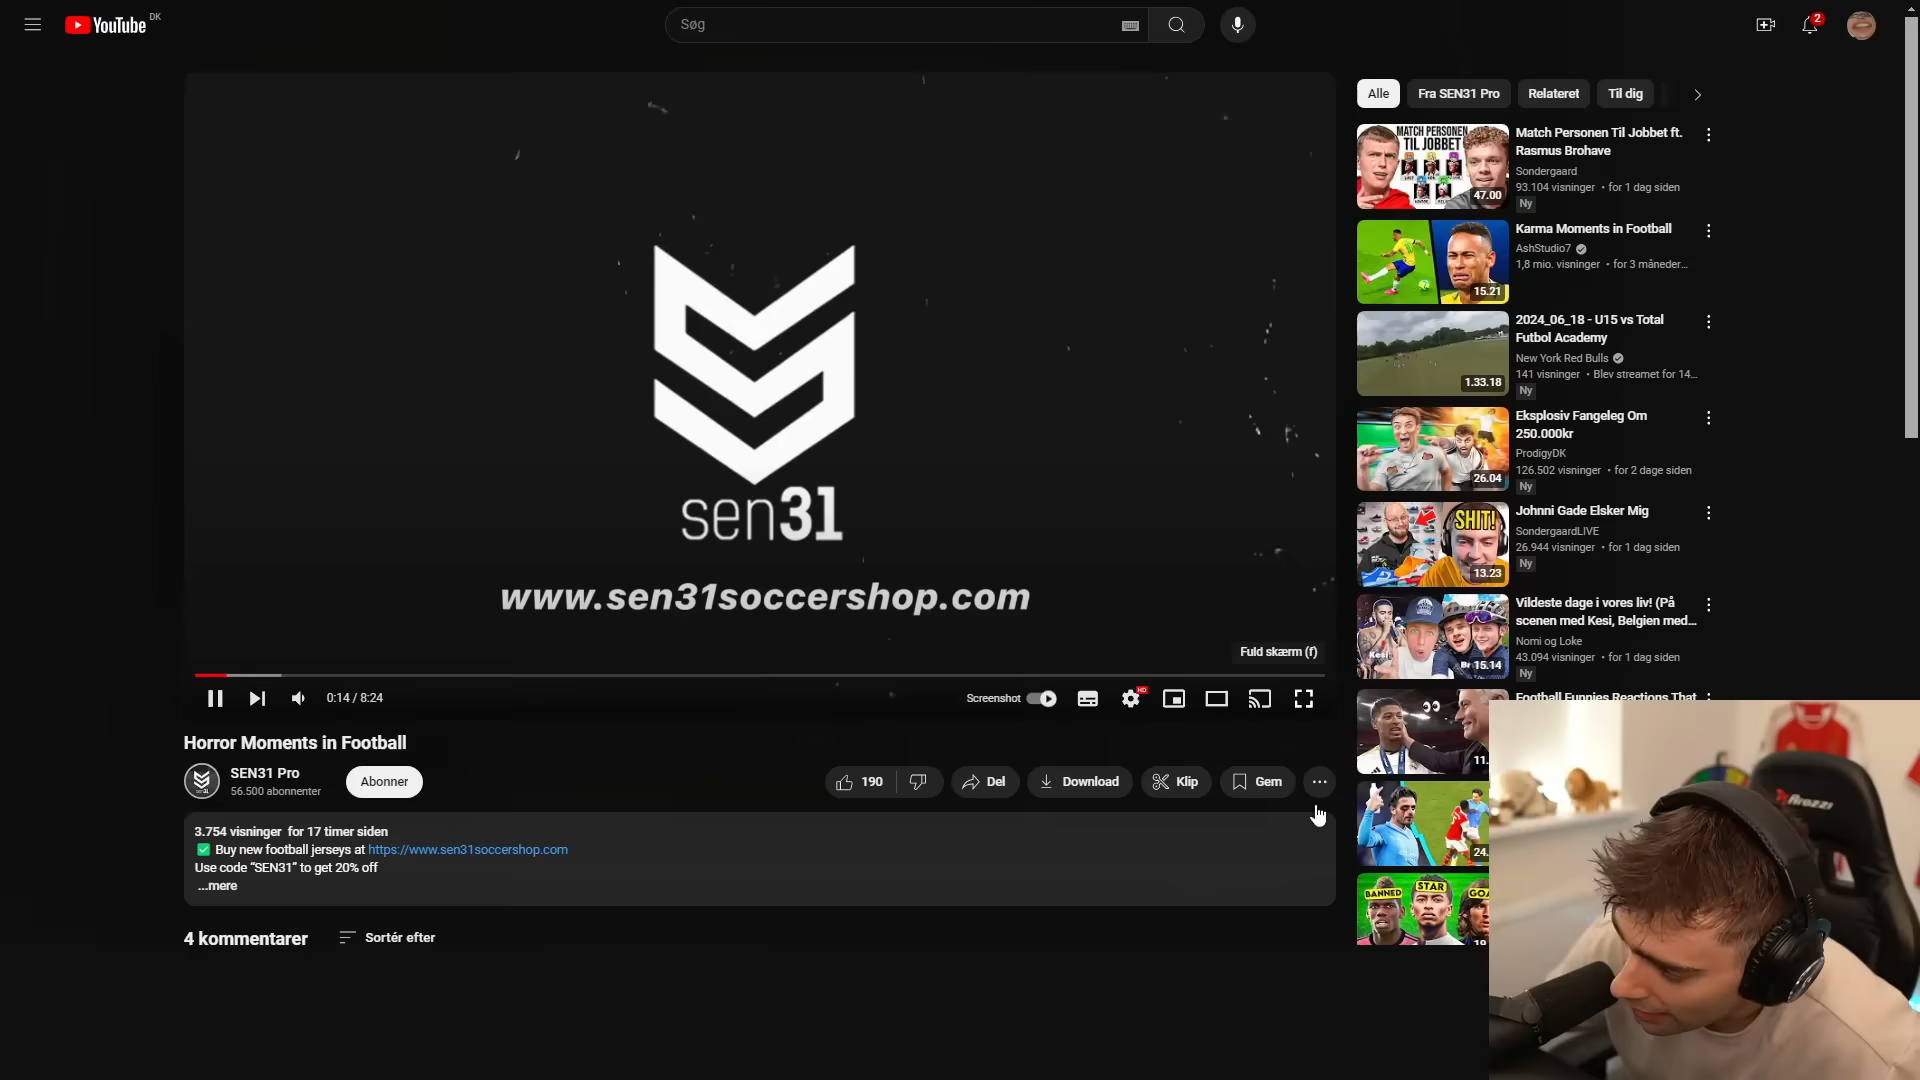 YouTube DK
Søg
2
sen31
www.sen31soccershop.com
Fuld skærm (f)
0:14 / 8:24
Screenshot
HD
Horror Moments in Football
SEN31 Pro
56.500 abonnenter
Abonner
190
Del
Download
Klip
Gem
3.754 visninger for 17 timer siden
✅ Buy new football jerseys at https://www.sen31soccershop.com
Use code “SEN31” to get 20% off
...mere
4 kommentarer
Sortér efter
Alle
Fra SEN31 Pro
Relateret
Til dig
MATCH PERSONEN
TIL JOBBET
47.00
Match Personen Til Jobbet ft.
Rasmus Brohave
Sondergaard
93.104 visninger • for 1 dag siden
Ny
15.21
Karma Moments in Football
AshStudio7
1,8 mio. visninger • for 3 måneder...
1.33.18
2024_06_18 - U15 vs Total
Futbol Academy
New York Red Bulls
141 visninger • Blev streamet for 14...
Ny
26.04
Eksplosiv Fangeleg Om
250.000kr
ProdigyDK
126.502 visninger • for 2 dage siden
Ny
SHIT!
13.23
Johnni Gade Elsker Mig
SondergaardLIVE
26.944 visninger • for 1 dag siden
Ny
Kesi
15.14
Vildeste dage i vores liv! (På
scenen med Kesi, Belgien med...
Nomi og Loke
43.094 visninger • for 1 dag siden
Ny
11.
Football Funnies Reactions That
24.
BANNED
STAR
GOA
19
Arozzi